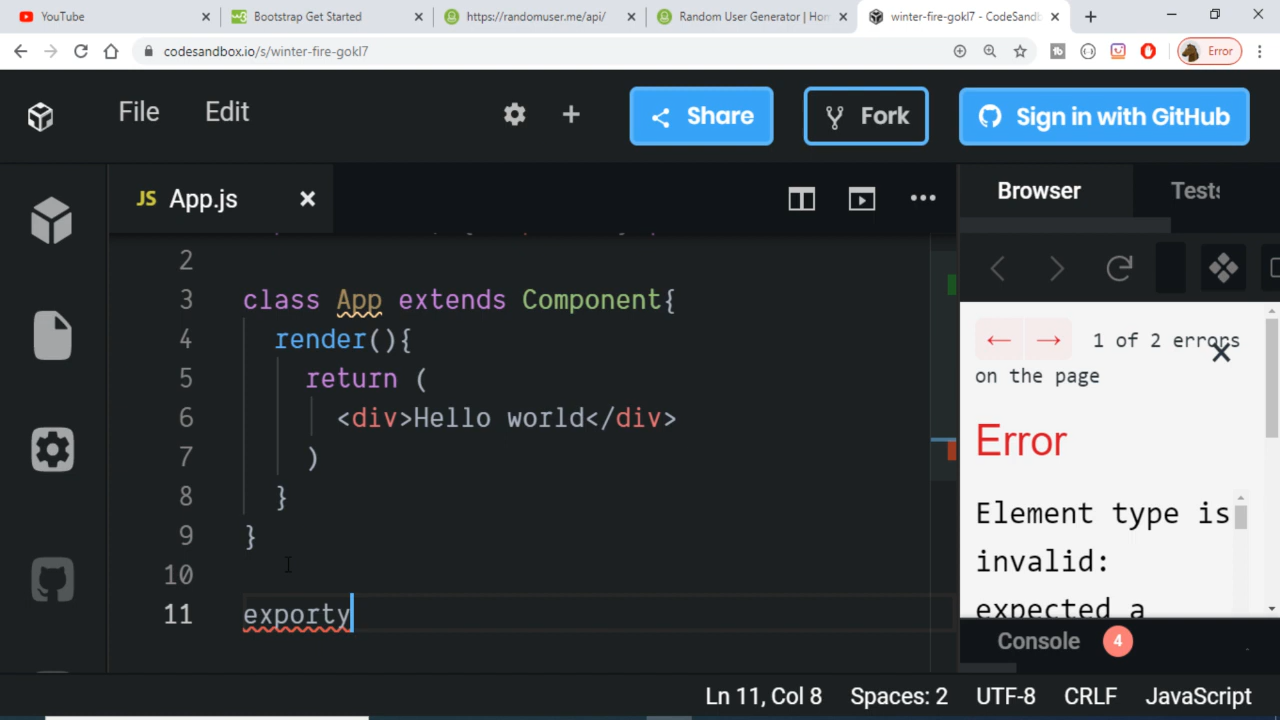 YouTube
Bootstrap Get Started
https://randomuser.me/api/
Random User Generator | Hom
winter-fire-gokl7 - CodeSandb
codesandbox.io/s/winter-fire-gokl7
Error
File Edit
Share
Fork
Sign in with GitHub
JS App.js
Browser
Tests
2
3 class App extends Component{
4 render(){
5 return (
6 <div>Hello world</div>
7 )
8 }
9 }
10
11 exporty
1 of 2 errors
on the page
Error
Element type is
invalid:
expected a
Console 4
Ln 11, Col 8 Spaces: 2 UTF-8 CRLF JavaScript